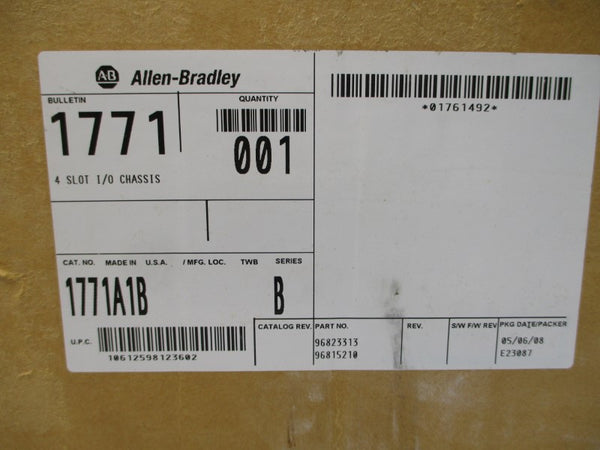 AB Allen-Bradley
*01761492*
BULLETIN QUANTITY
1771 001
4 SLOT I/O CHASSIS
CAT. NO. MADE IN U.S.A. / MFG. LOC. TWB SERIES
1771A1B B
U.P.C.
10612598123602
CATALOG REV. PART NO. REV. S/W F/W REV PKG DATE/PACKER
96823313 05/06/08
96815210 E23087